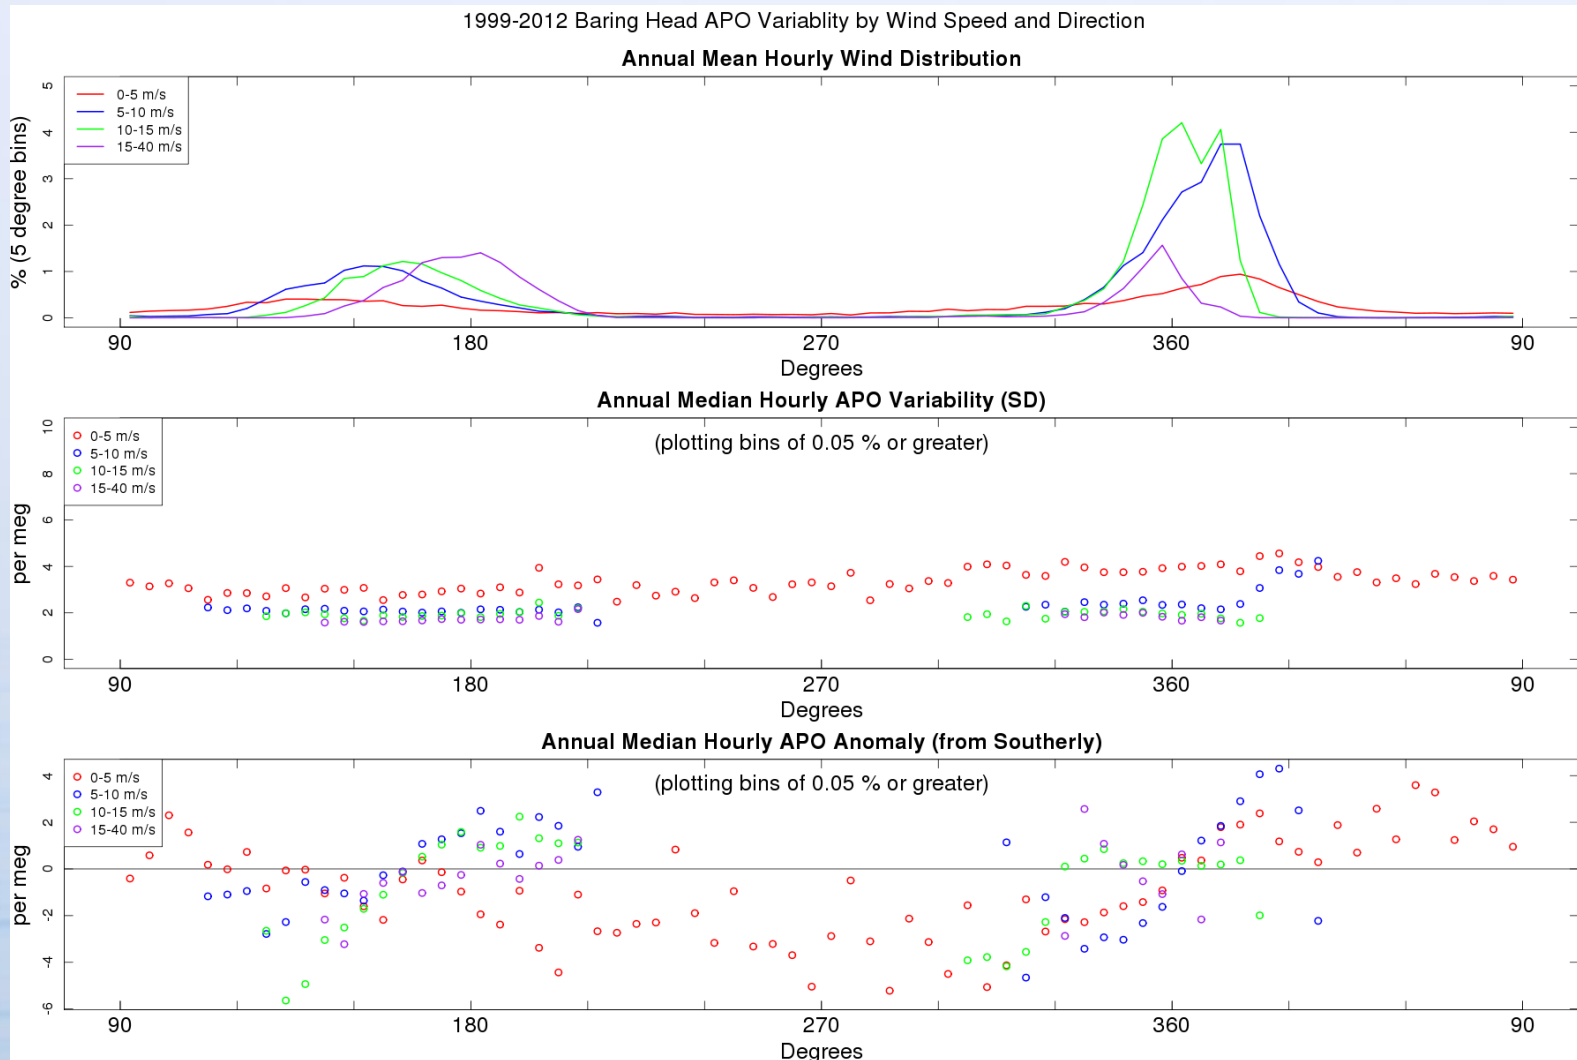 1999-2012 Baring Head APO Variablity by Wind Speed and Direction
Annual Mean Hourly Wind Distribution
0-5 m/s
5-10 m/s
10-15 m/s
15-40 m/s
% (5 degree bins)
0 1 2 3 4 5
90 180 270 360 90
Degrees
Annual Median Hourly APO Variability (SD)
(plotting bins of 0.05 % or greater)
0-5 m/s
5-10 m/s
10-15 m/s
15-40 m/s
per meg
0 2 4 6 8 10
90 180 270 360 90
Degrees
Annual Median Hourly APO Anomaly (from Southerly)
(plotting bins of 0.05 % or greater)
0-5 m/s
5-10 m/s
10-15 m/s
15-40 m/s
per meg
-6 -4 -2 0 2 4
90 180 270 360 90
Degrees